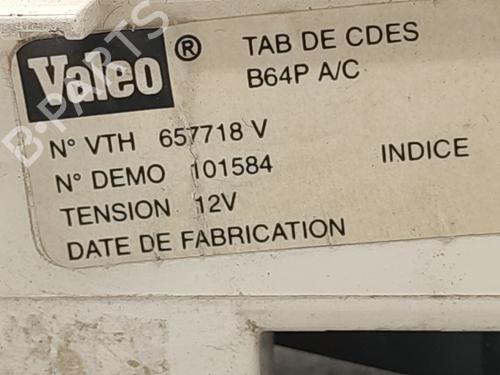 Valeo ® TAB DE CDES
B64P A/C
N° VTH 657718 V
N° DEMO 101584 INDICE
TENSION 12V
DATE DE FABRICATION
B-PARTS